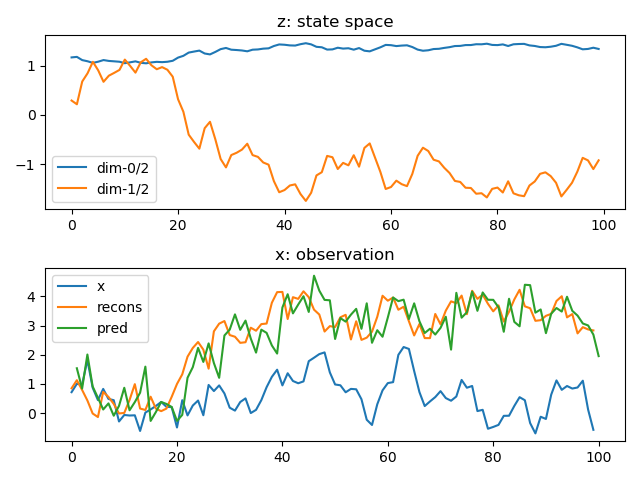 z: state space
1
0
−1
dim-0/2
dim-1/2
0 20 40 60 80 100
x: observation
4
3
2
1
0
x
recons
pred
0 20 40 60 80 100